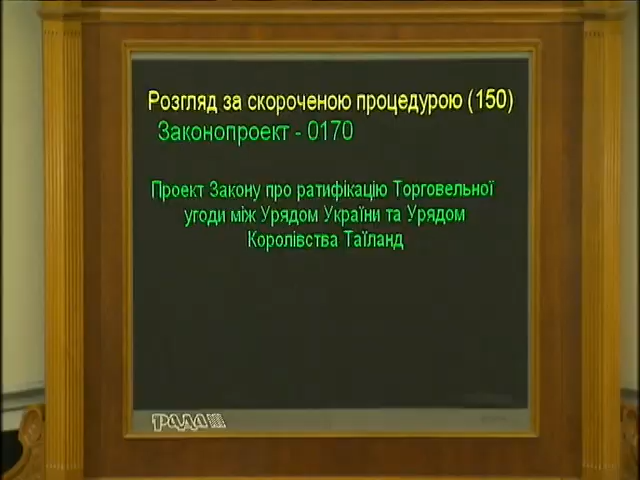 Розгляд за скороченою процедурою (150)
Законопроект - 0170
Проект Закону про ратифікацію Торговельної
угоди між Урядом України та Урядом
Королівства Таїланд
РАДА